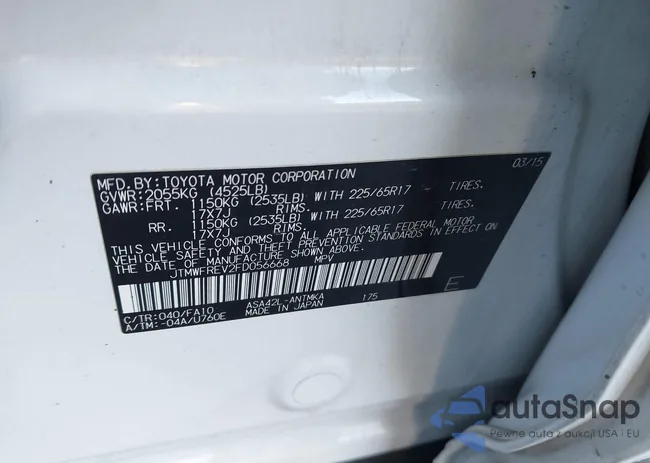 MFD.BY:TOYOTA MOTOR CORPORATION 03/15
GVWR:2055KG (4525LB)
GAWR:FRT. 1150KG (2535LB) WITH 225/65R17 TIRES.
17X7J RIMS.
RR. 1150KG (2535LB) WITH 225/65R17 TIRES.
17X7J RIMS.
THIS VEHICLE CONFORMS TO ALL APPLICABLE FEDERAL MOTOR
VEHICLE SAFETY AND THEFT PREVENTION STANDARDS IN EFFECT ON
THE DATE OF MANUFACTURE SHOWN ABOVE.
JTMWFREV2FD056668 MPV
C/TR:040/FA10 ASA42L-ANTMKA 175 E
A/TM:-04A/U760E MADE IN JAPAN
autaSnap
Pewne auta z aukcji USA i EU